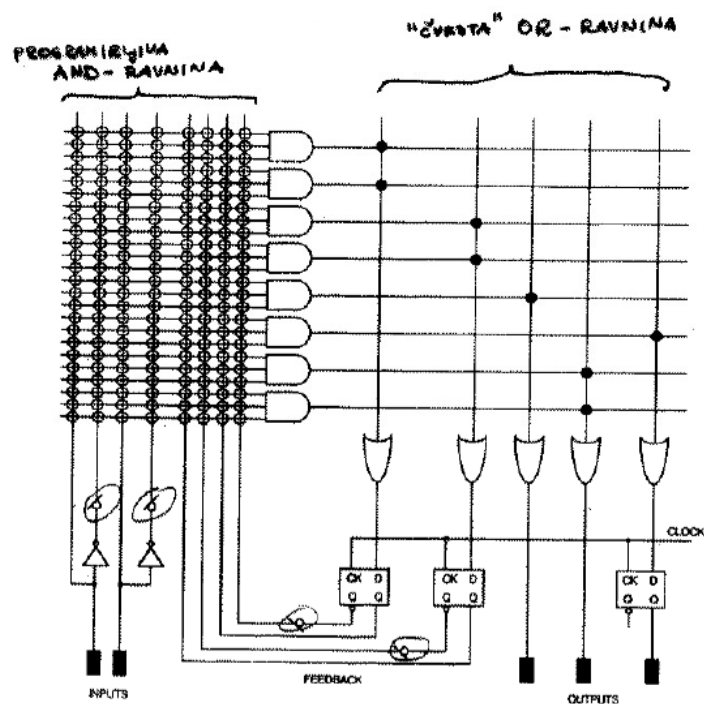 "ČVRSTA" OR-RAVNINA
PROGRAMIRLJIVA
AND-RAVNINA
CLOCK
CK D
Q Q
CK D
Q Q
CK D
Q Q
FEEDBACK
INPUTS
OUTPUTS